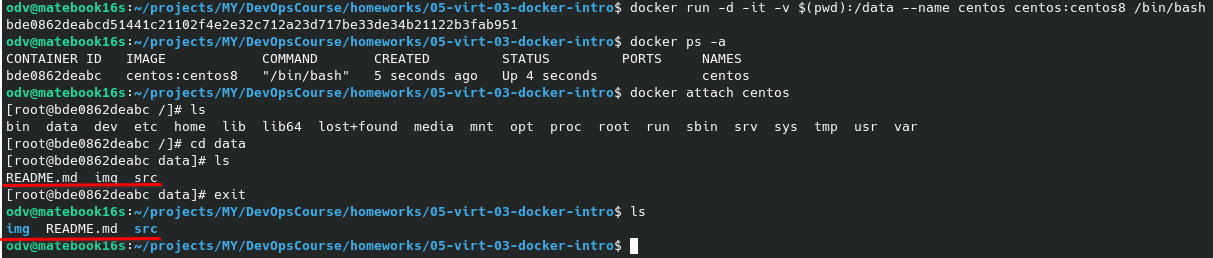 odv@matebook16s:~/projects/MY/DevOpsCourse/homeworks/05-virt-03-docker-intro$ docker run -d -it -v $(pwd):/data --name centos centos:centos8 /bin/bash
bde0862deabcd51441c21102f4e2e32c712a23d717be33de34b21122b3fab951
odv@matebook16s:~/projects/MY/DevOpsCourse/homeworks/05-virt-03-docker-intro$ docker ps -a
CONTAINER ID   IMAGE            COMMAND       CREATED         STATUS         PORTS     NAMES
bde0862deabc   centos:centos8   "/bin/bash"   5 seconds ago   Up 4 seconds             centos
odv@matebook16s:~/projects/MY/DevOpsCourse/homeworks/05-virt-03-docker-intro$ docker attach centos
[root@bde0862deabc /]# ls
bin  data  dev  etc  home  lib  lib64  lost+found  media  mnt  opt  proc  root  run  sbin  srv  sys  tmp  usr  var
[root@bde0862deabc /]# cd data
[root@bde0862deabc data]# ls
README.md  img  src
[root@bde0862deabc data]# exit
odv@matebook16s:~/projects/MY/DevOpsCourse/homeworks/05-virt-03-docker-intro$ ls
img  README.md  src
odv@matebook16s:~/projects/MY/DevOpsCourse/homeworks/05-virt-03-docker-intro$